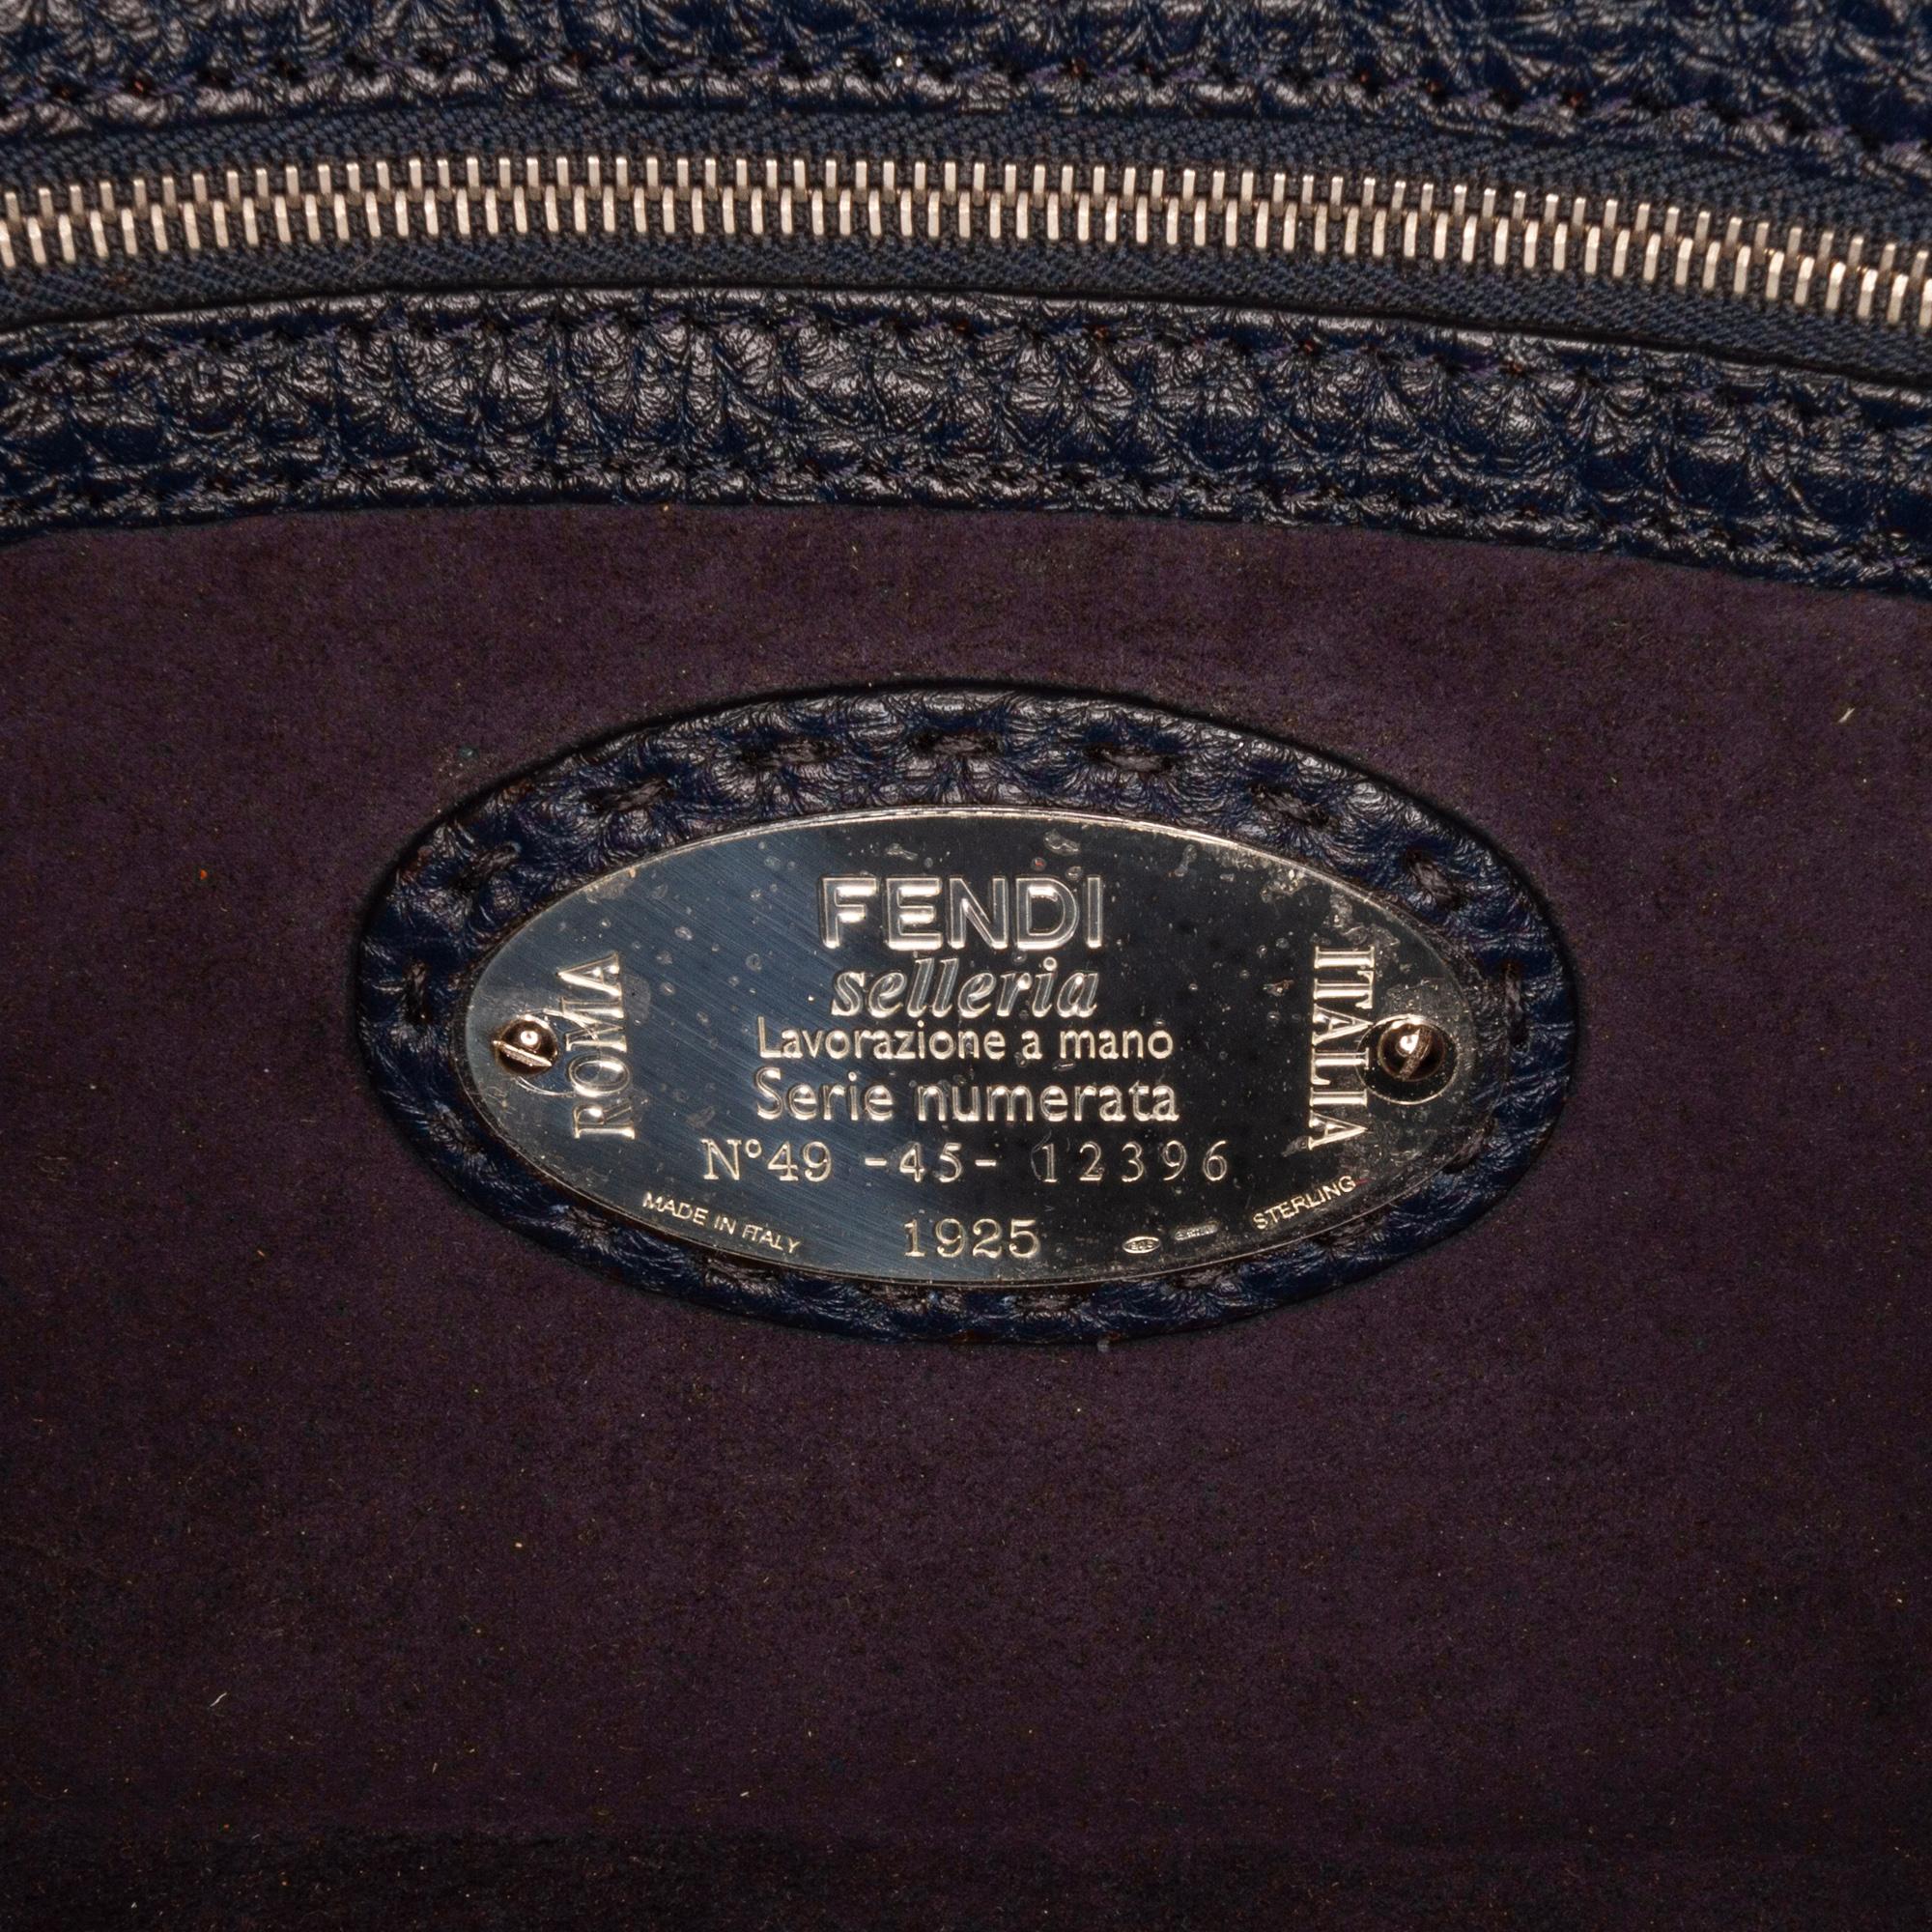 FENDI
selleria
Lavorazione a mano
Serie numerata
N°49 -45- 12396
1925
ROMA
ITALIA
MADE IN ITALY
STERLING